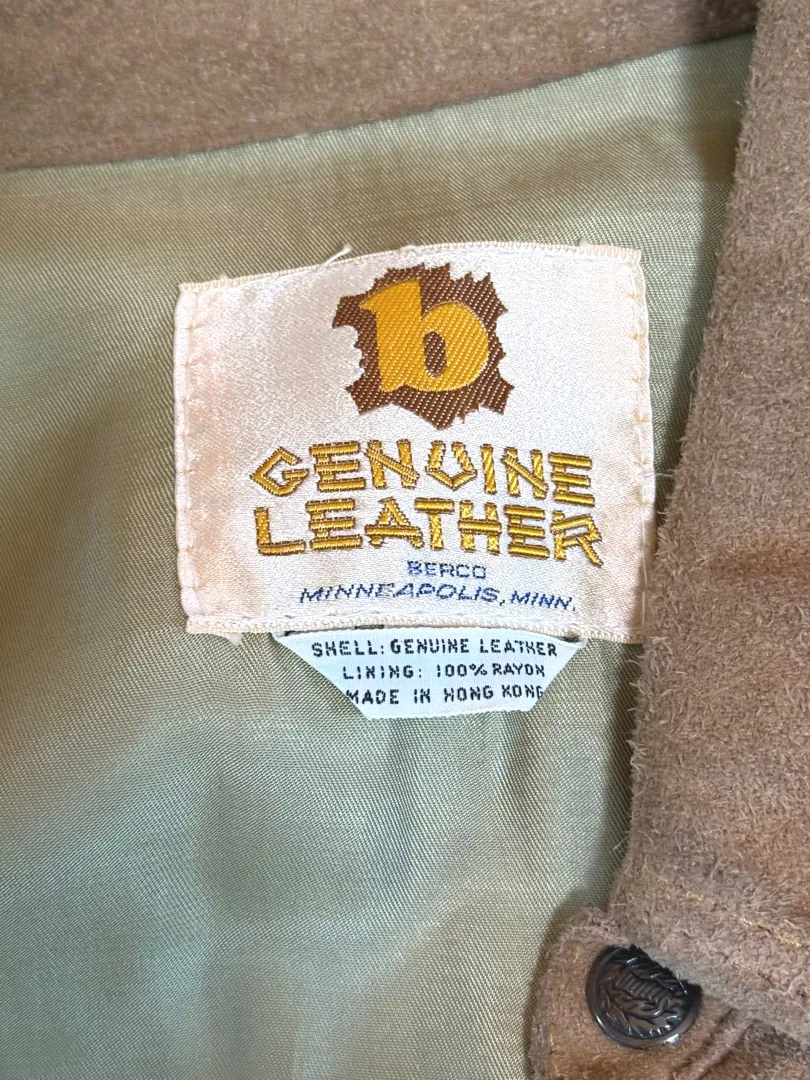 b
GENUINE
LEATHER
BERCO
MINNEAPOLIS, MINN.
SHELL: GENUINE LEATHER
LINING: 100% RAYON
MADE IN HONG KONG